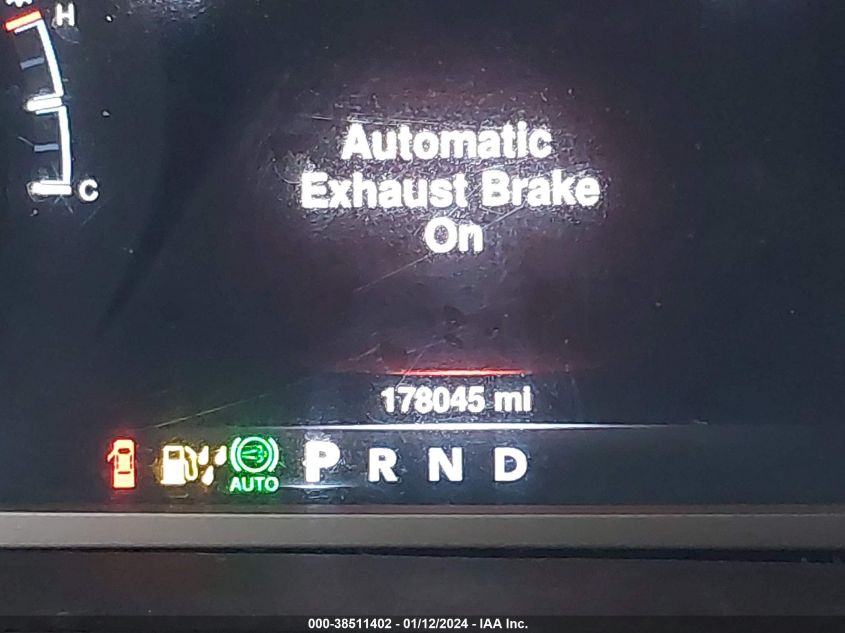 H
C
Automatic
Exhaust Brake
On
178045 mi
AUTO P R N D
000-38511402 - 01/12/2024 - IAA Inc.